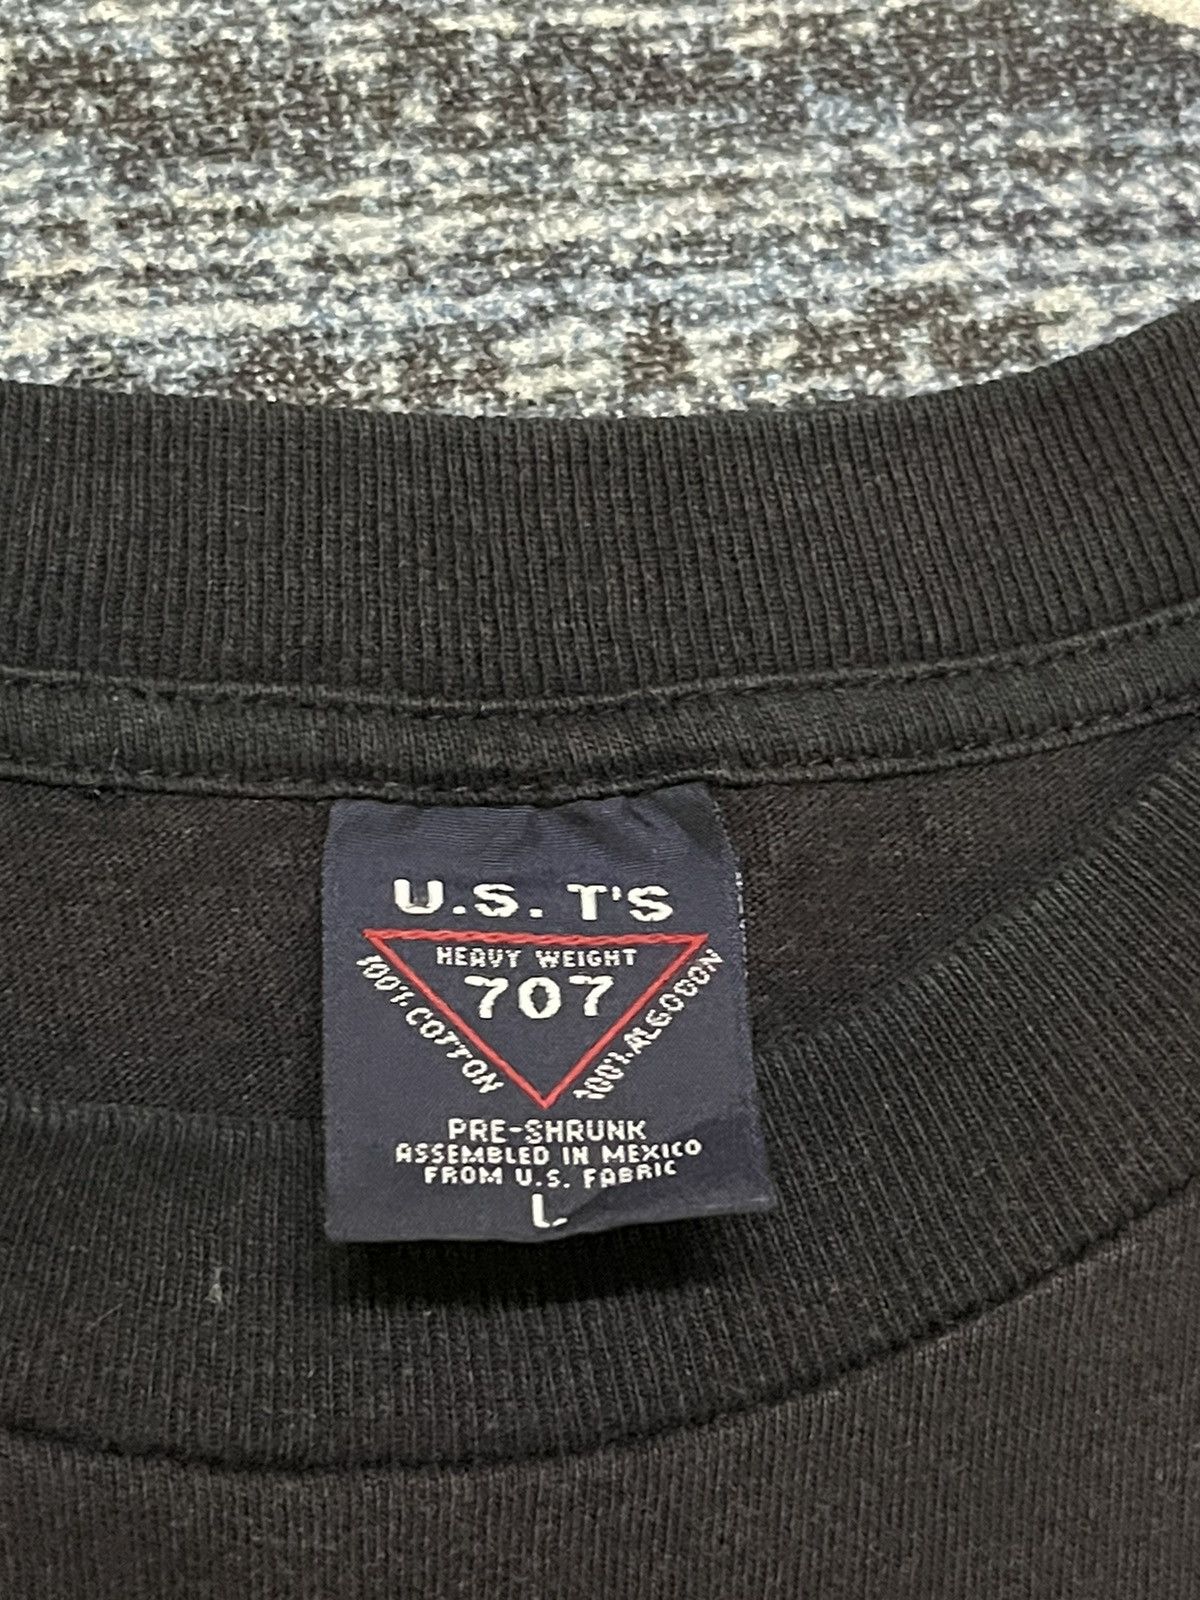 U.S. T'S
HEAVY WEIGHT
707
100% COTTON
100% ALGODON
PRE-SHRUNK
ASSEMBLED IN MEXICO
FROM U.S. FABRIC
L